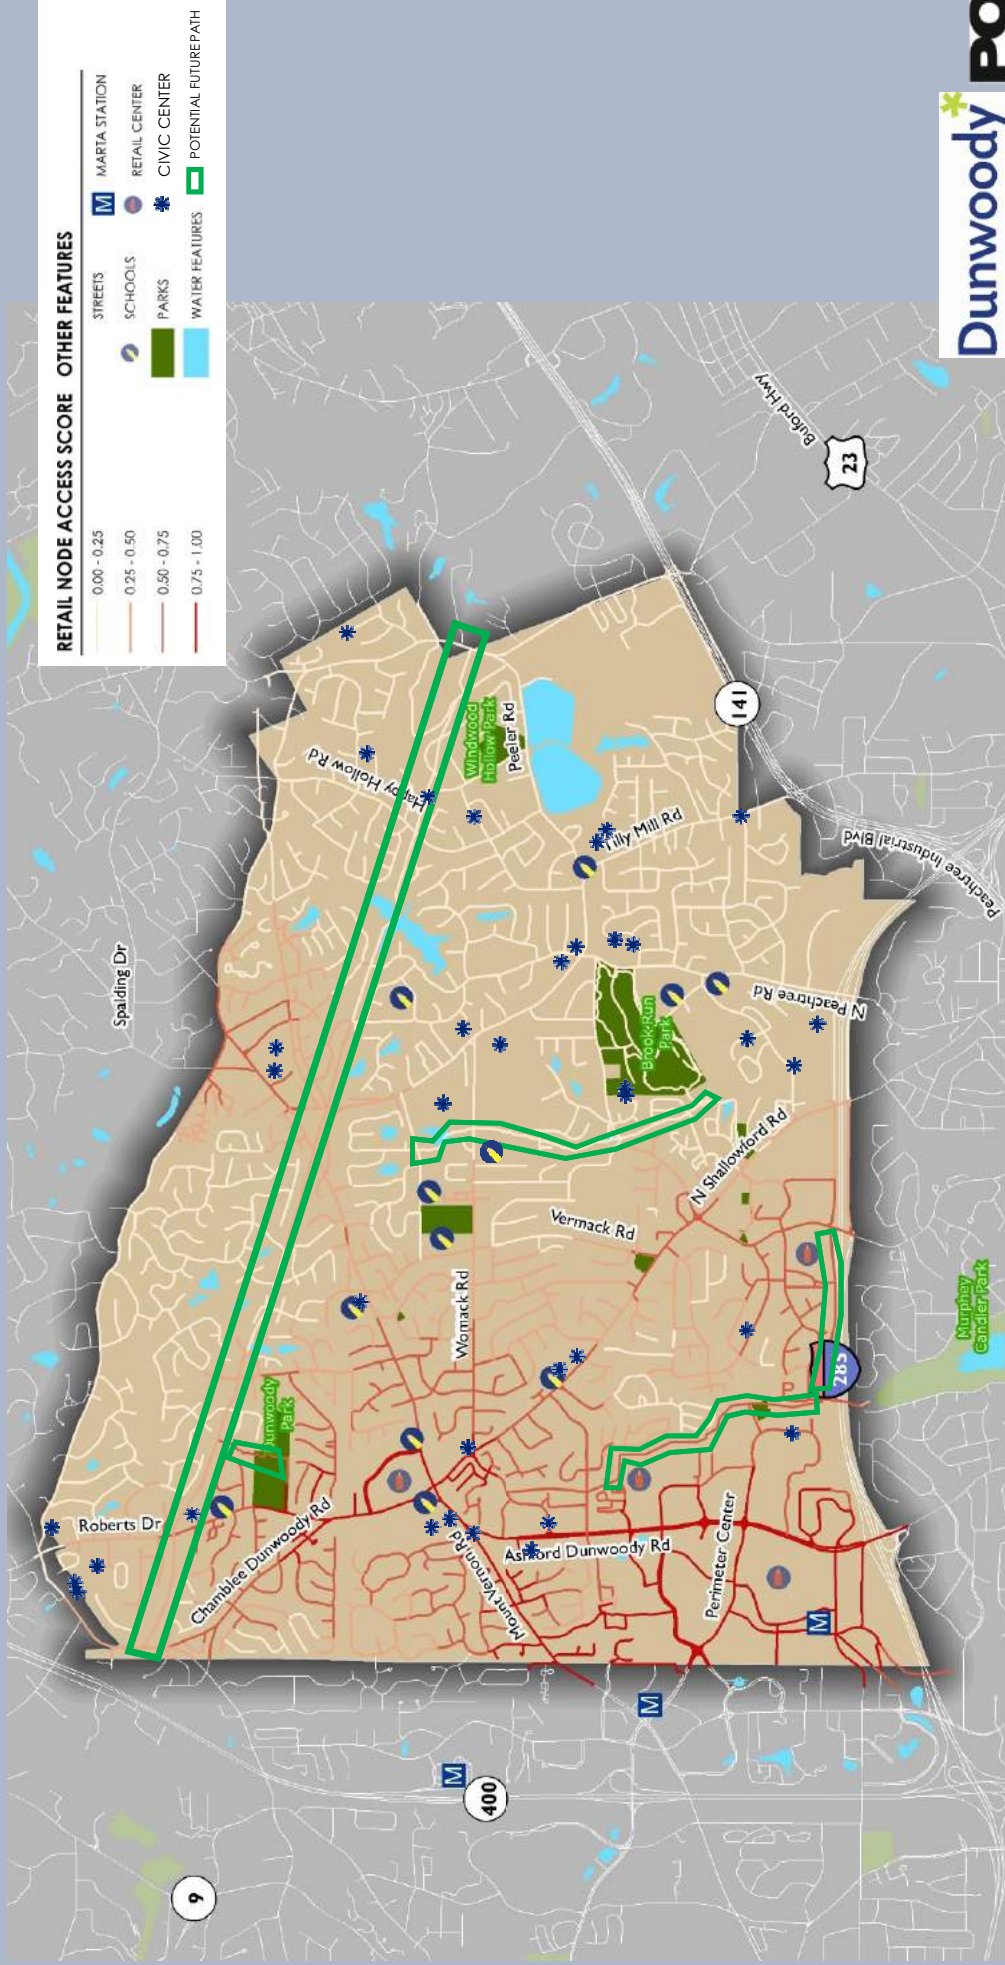 RETAIL NODE ACCESS SCORE
0.00 - 0.25
0.25 - 0.50
0.50 - 0.75
0.75 - 1.00
OTHER FEATURES
STREETS
SCHOOLS
PARKS
WATER FEATURES
M MARTA STATION
RETAIL CENTER
CIVIC CENTER
POTENTIAL FUTURE PATH
Spalding Dr
Roberts Dr
Happy Hollow Rd
Chamblee Dunwoody Rd
Dunwoody
Park
Windwood
Hollow Park
Peeler Rd
9
M
400
Mount Vernon Rd
Womack Rd
Ashford Dunwoody Rd
Vermack Rd
Tilly Mill Rd
Brook Run
Park
M
Perimeter Center
N Shallowford Rd
N Peachtree Rd
141
Buford Hwy
23
M
285
Peachtree Industrial Blvd
Murphey
Candler Park
Dunwoody
PO